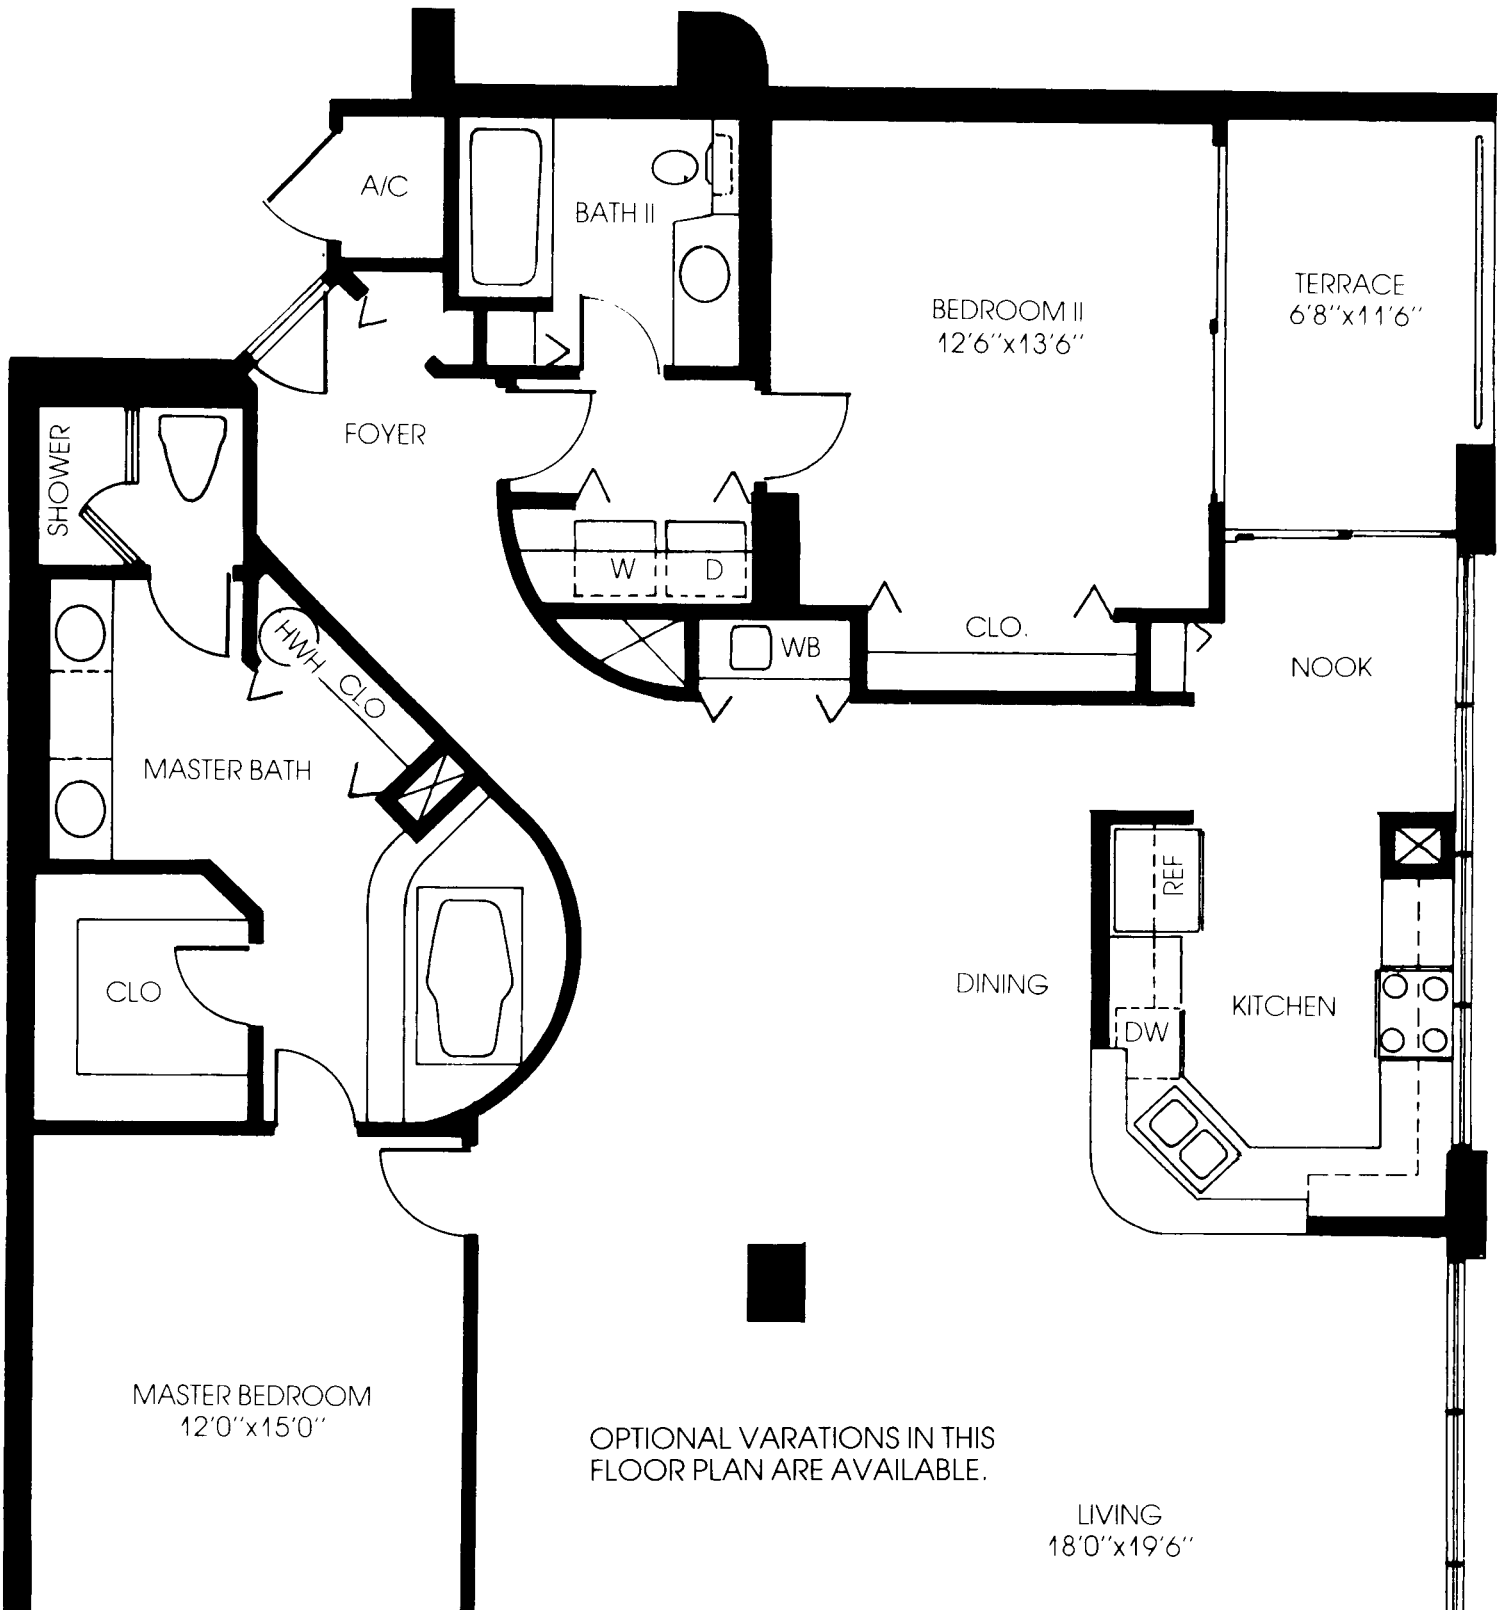 A/C
BATH II
BEDROOM II
12'6"x13'6"
TERRACE
6'8"x11'6"
FOYER
SHOWER
W
D
HWH
CLO
WB
CLO.
NOOK
MASTER BATH
REF
CLO
DINING
KITCHEN
DW
MASTER BEDROOM
12'0"x15'0"
OPTIONAL VARATIONS IN THIS
FLOOR PLAN ARE AVAILABLE.
LIVING
18'0"x19'6"